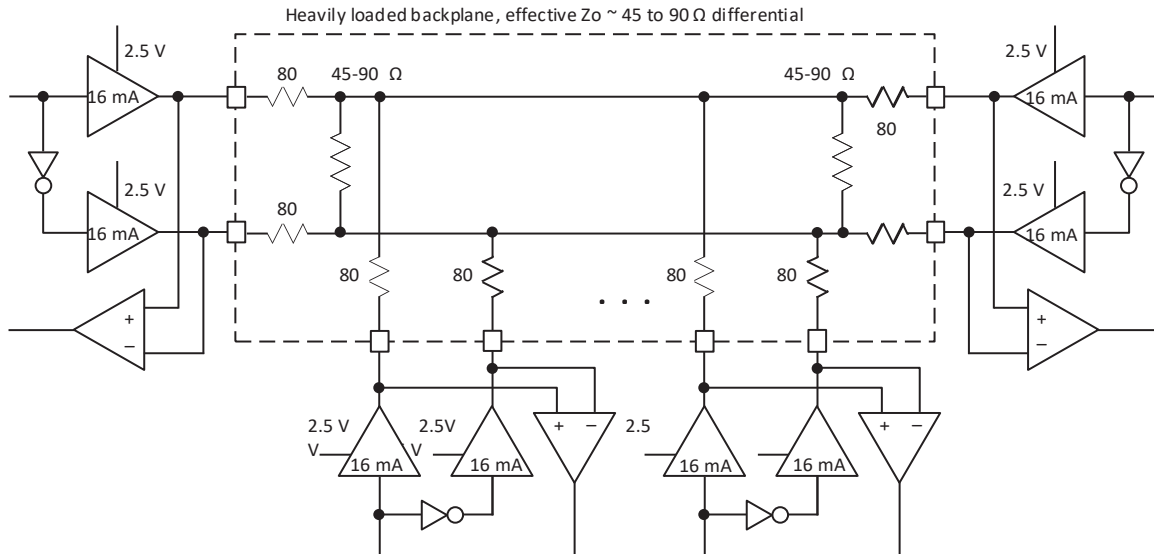 Heavily loaded backplane, effective Zo ~ 45 to 90 Ω differential
2.5 V
2.5 V
80
45-90 Ω
45-90 Ω
16 mA
16 mA
80
2.5 V
2.5 V
80
16 mA
16 mA
80
80
80
80
+
−
. . .
+
−
2.5 V
2.5V
2.5
+ −
+ −
V
V
16 mA
16 mA
16 mA
16 mA